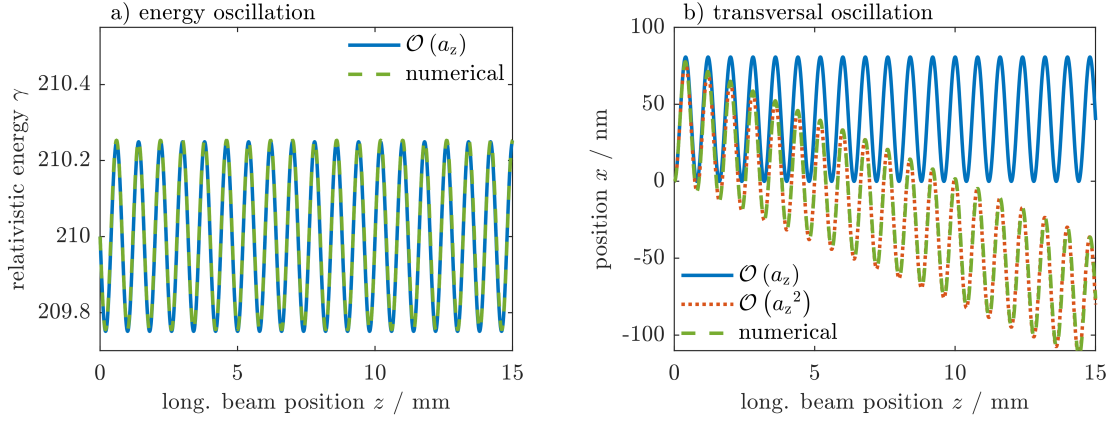 a) energy oscillation
relativistic energy γ
210.4
210.2
210
209.8
𝒪 (a_z)
numerical
0
5
10
15
long. beam position z / mm
b) transversal oscillation
position x / nm
100
50
0
-50
-100
𝒪 (a_z)
𝒪 (a_z²)
numerical
0
5
10
15
long. beam position z / mm